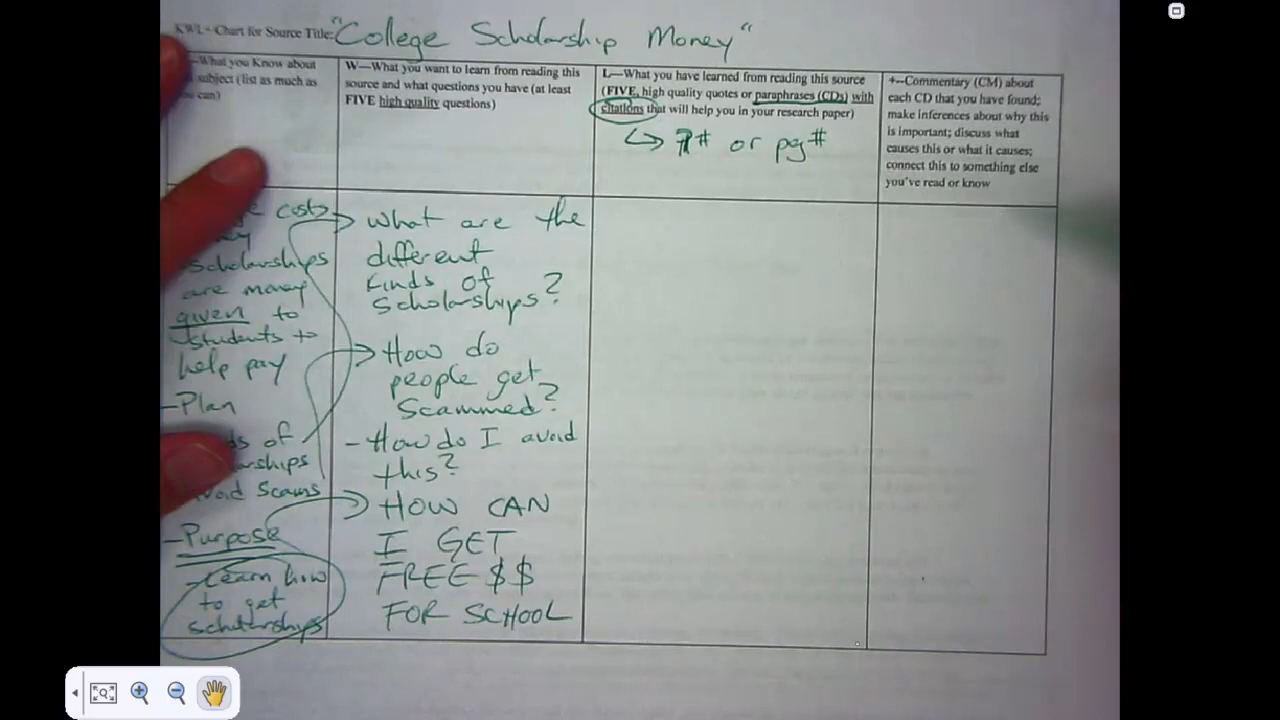 KWL+ Chart for Source Title: "College Scholarship Money"
What you Know about
subject (list as much as
can)
W—What you want to learn from reading this
source and what questions you have (at least
FIVE high quality questions)
L—What you have learned from reading this source
(FIVE, high quality quotes or paraphrases (CDs) with
citations that will help you in your research paper)
# or pg#
+--Commentary (CM) about
each CD that you have found;
make inferences about why this
is important; discuss what
causes this or what it causes;
connect this to something else
you've read or know
costs
scholarships
are money
given to
students to
help pay
-Plan
of
Avoid Scams
-Purpose
-Learn how
to get
scholarships
What are the
different
kinds of
scholarships?
How do
people get
scammed?
-How do I avoid
this?
HOW CAN
I GET
FREE $$
FOR SCHOOL